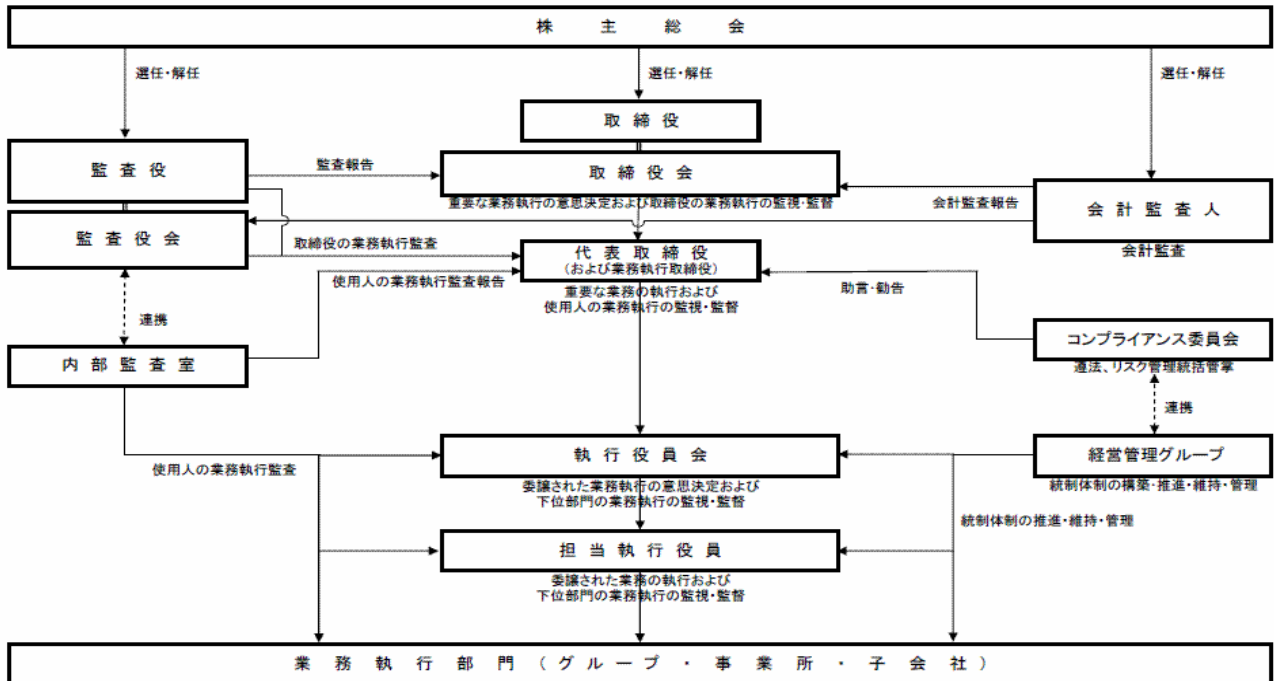 株主総会
選任・解任
選任・解任
選任・解任
取締役
監査役
監査報告
取締役会
重要な業務執行の意思決定および取締役の業務執行の監視・監督
会計監査報告
会計監査人
会計監査
監査役会
取締役の業務執行監査
代表取締役
(および業務執行取締役)
使用人の業務執行監査報告
重要な業務の執行および
使用人の業務執行の監視・監督
助言・勧告
連携
コンプライアンス委員会
遵法、リスク管理統括管掌
内部監査室
連携
使用人の業務執行監査
執行役員会
委譲された業務執行の意思決定および
下位部門の業務執行の監視・監督
経営管理グループ
統制体制の構築・推進・維持・管理
統制体制の推進・維持・管理
担当執行役員
委譲された業務の執行および
下位部門の業務執行の監視・監督
業務執行部門(グループ・事業所・子会社)